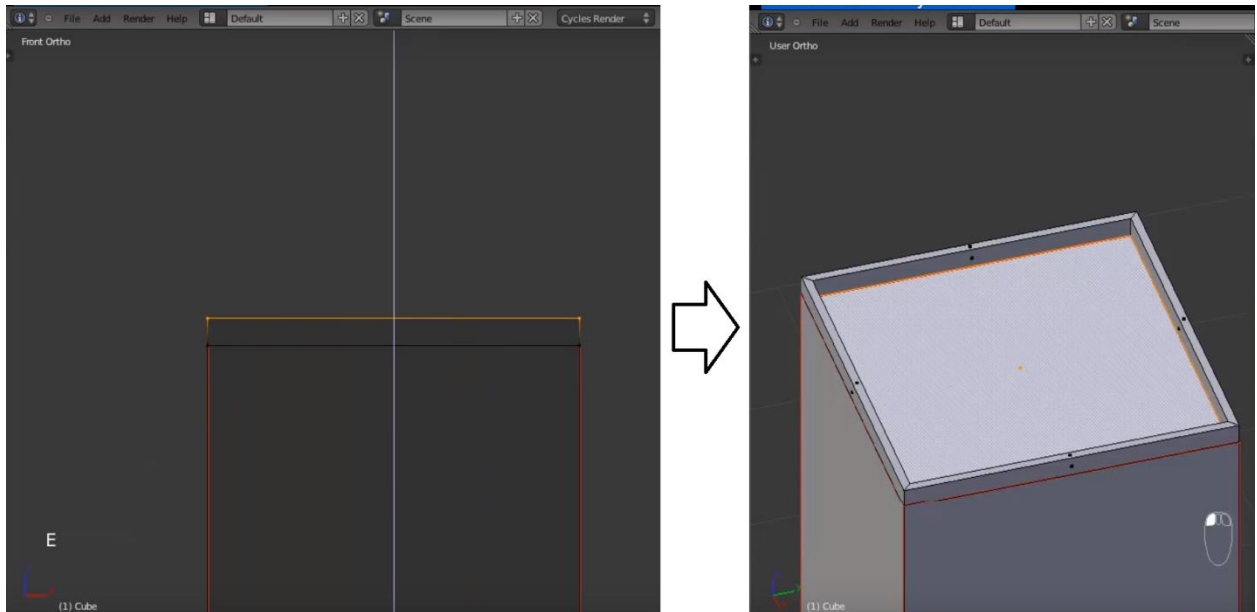 File Add Render Help Default Scene Cycles Render
Front Ortho
E
(1) Cube
File Add Render Help Default Scene
User Ortho
(1) Cube